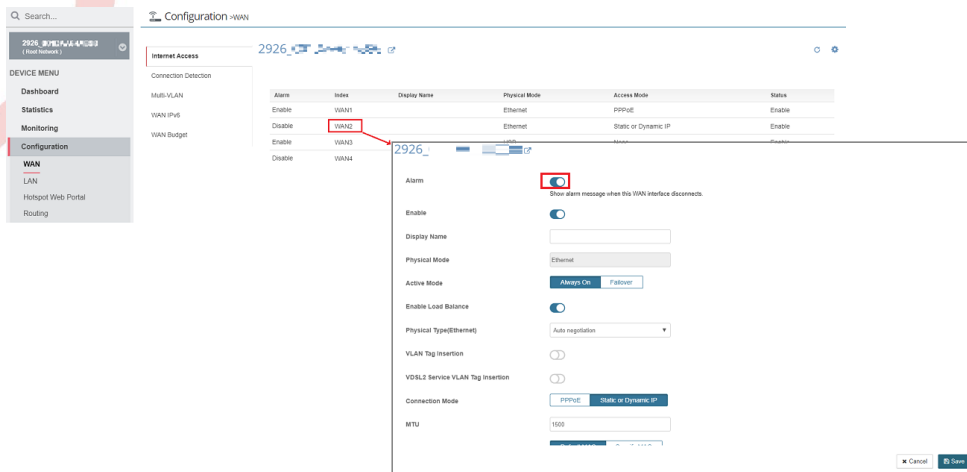 Search...
Configuration >WAN
2926_
( Root Network )
2926_
Internet Access
DEVICE MENU
Connection Detection
Dashboard
Multi-VLAN
Alarm Index Display Name Physical Mode Access Mode Status
Statistics
Enable WAN1 Ethernet PPPoE Enable
WAN IPv6
Monitoring
Disable WAN2 Ethernet Static or Dynamic IP Enable
WAN Budget
Configuration
Enable WAN3
2926_
WAN
Disable WAN4
LAN
Hotspot Web Portal
Routing
Alarm
Show alarm message when this WAN interface disconnects.
Enable
Display Name
Physical Mode Ethernet
Active Mode Always On Failover
Enable Load Balance
Physical Type(Ethernet) Auto negotiation
VLAN Tag Insertion
VDSL2 Service VLAN Tag Insertion
Connection Mode PPPoE Static or Dynamic IP
MTU 1500
Cancel Save